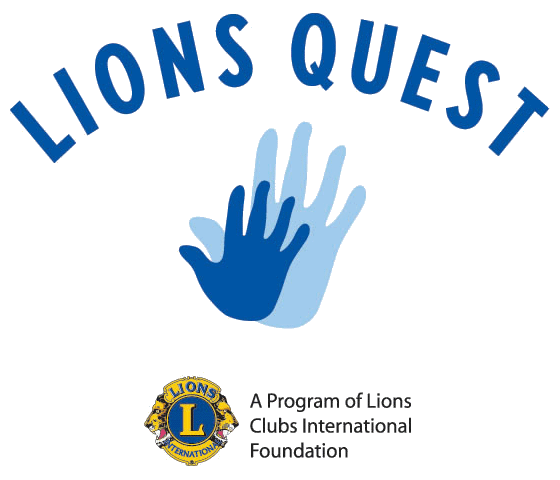 LIONS QUEST
LIONS
L
INTERNATIONAL
A Program of Lions
Clubs International
Foundation